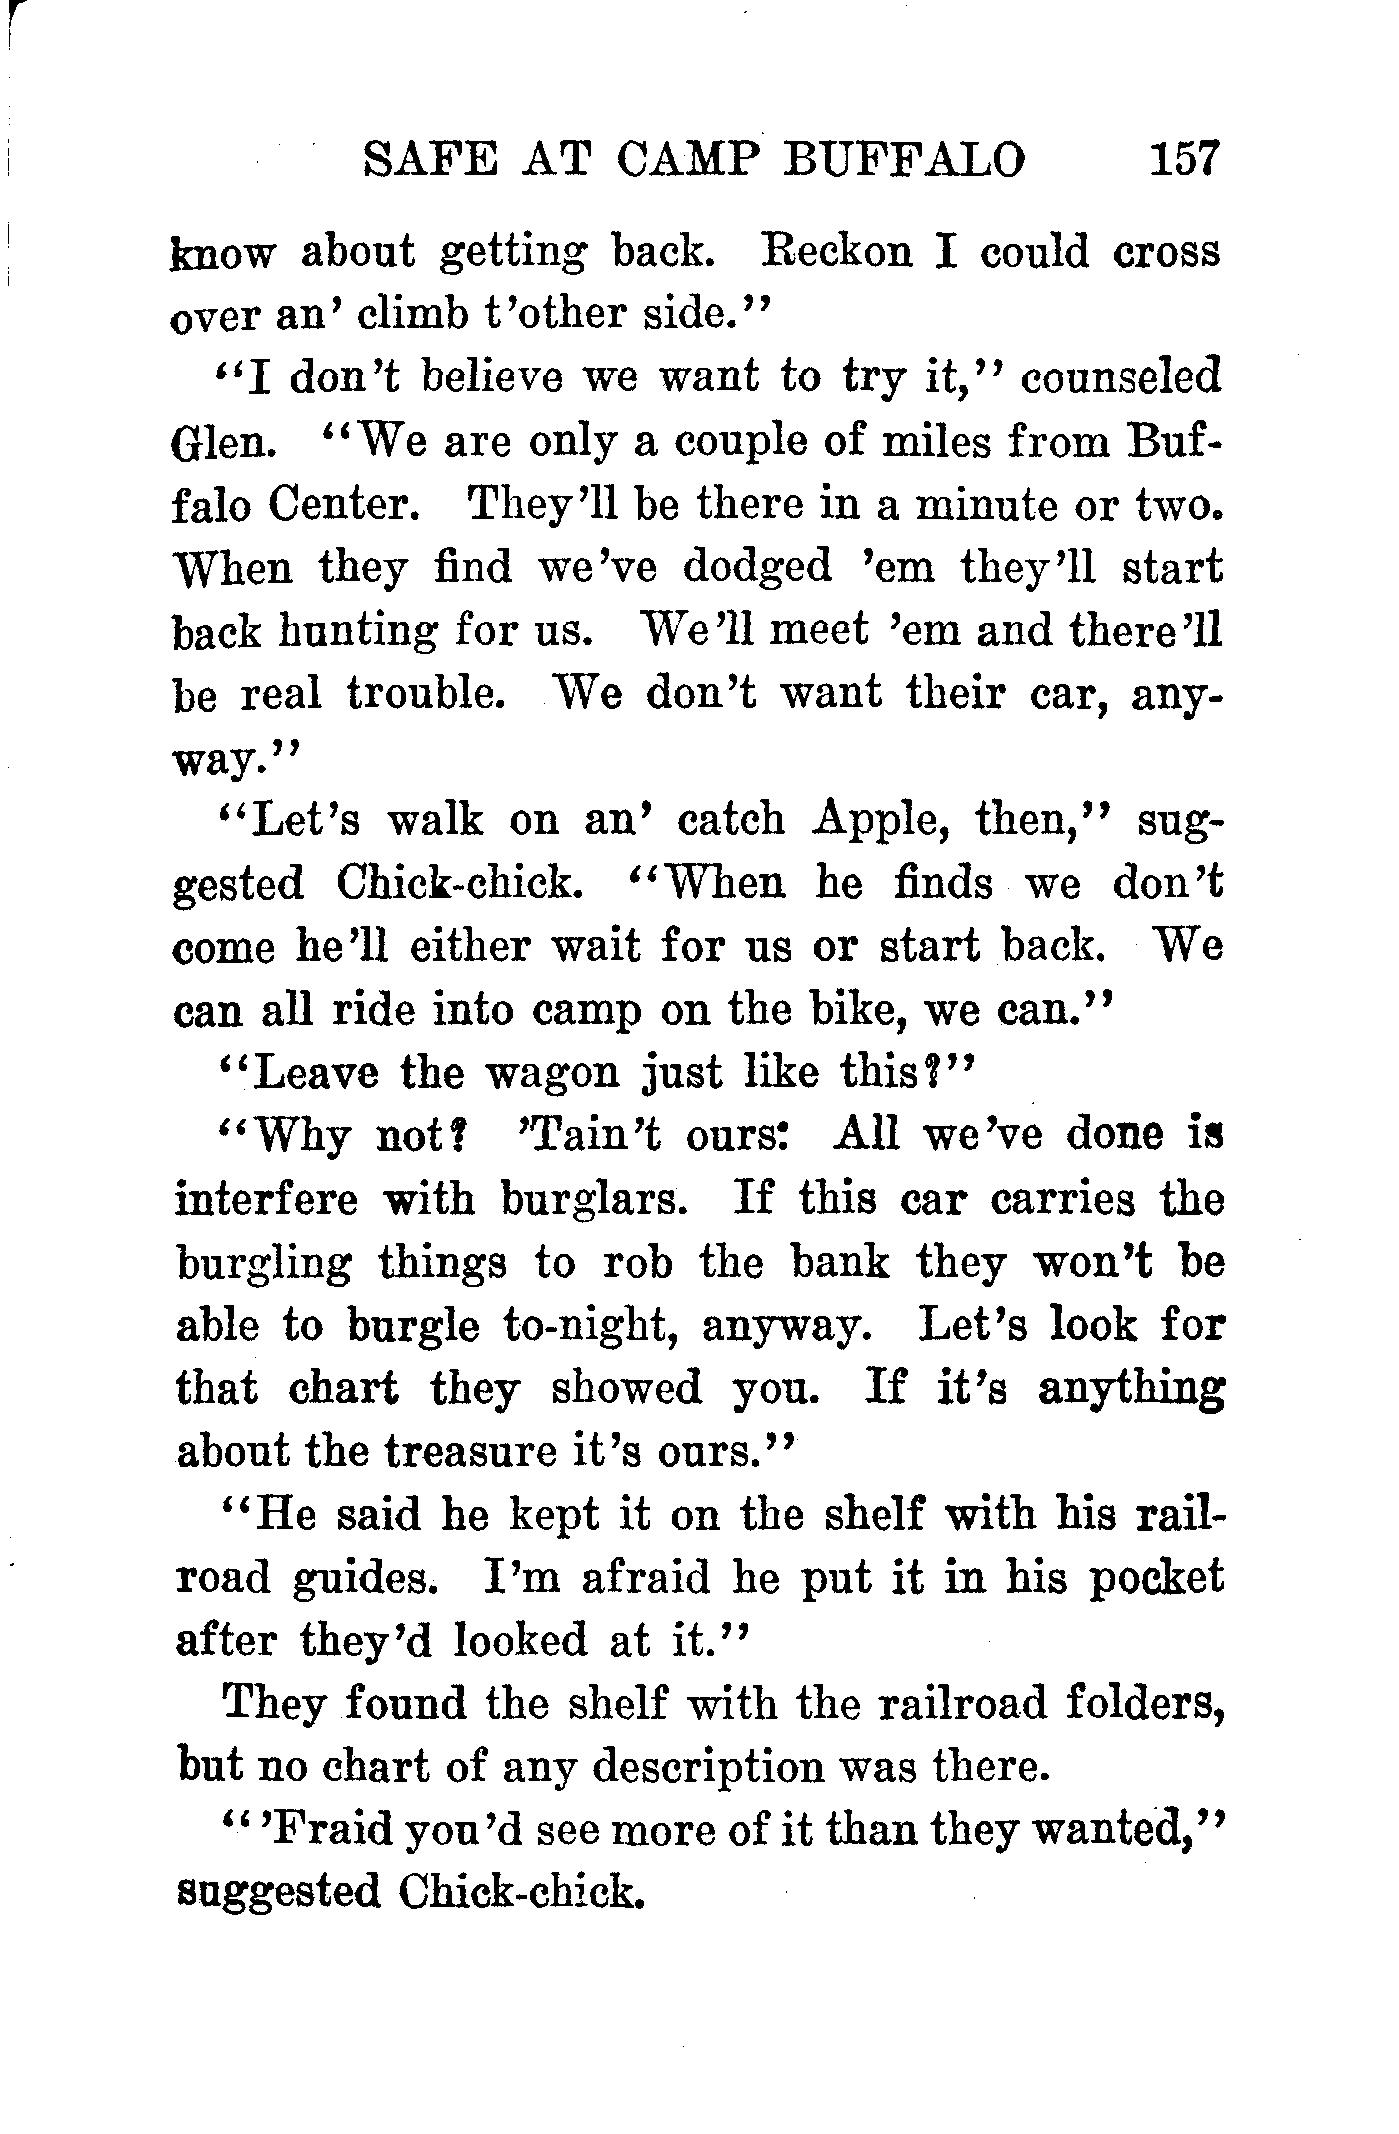 SAFE AT CAMP BUFFALO 157
know about getting back. Reckon I could cross
over an' climb t'other side."
"I don't believe we want to try it," counseled
Glen. "We are only a couple of miles from Buf-
falo Center. They'll be there in a minute or two.
When they find we've dodged 'em they'll start
back hunting for us. We'll meet 'em and there'll
be real trouble. We don't want their car, any-
way."
"Let's walk on an' catch Apple, then," sug-
gested Chick-chick. "When he finds we don't
come he'll either wait for us or start back. We
can all ride into camp on the bike, we can."
"Leave the wagon just like this?"
"Why not? 'Tain't ours: All we've done is
interfere with burglars. If this car carries the
burgling things to rob the bank they won't be
able to burgle to-night, anyway. Let's look for
that chart they showed you. If it's anything
about the treasure it's ours."
"He said he kept it on the shelf with his rail-
road guides. I'm afraid he put it in his pocket
after they'd looked at it."
They found the shelf with the railroad folders,
but no chart of any description was there.
"'Fraid you'd see more of it than they wanted,"
suggested Chick-chick.